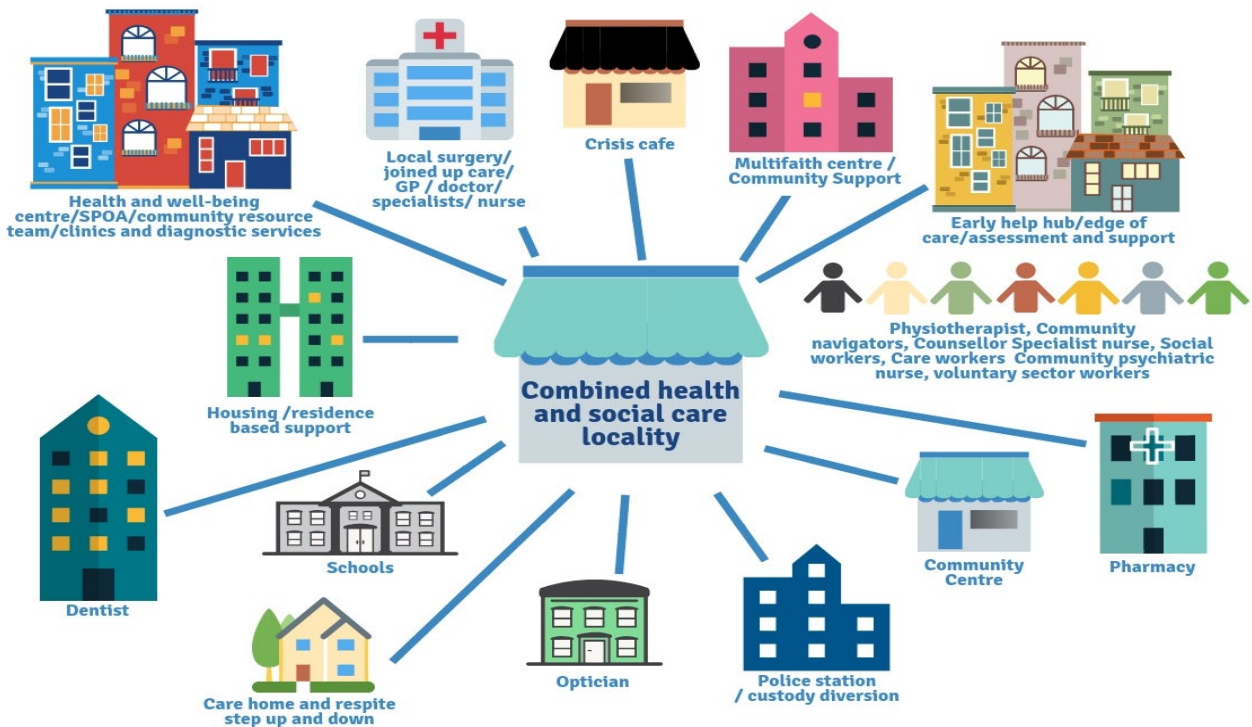 Health and well-being
centre/SPOA/community resource
team/clinics and diagnostic services
Local surgery/
joined up care/
GP / doctor/
specialists/ nurse
Crisis cafe
Multifaith centre /
Community Support
Early help hub/edge of
care/assessment and support
Physiotherapist, Community
navigators, Counsellor Specialist nurse, Social
workers, Care workers Community psychiatric
nurse, voluntary sector workers
Housing /residence
based support
Combined health
and social care
locality
Dentist
Schools
Care home and respite
step up and down
Optician
Police station
/ custody diversion
Community
Centre
Pharmacy